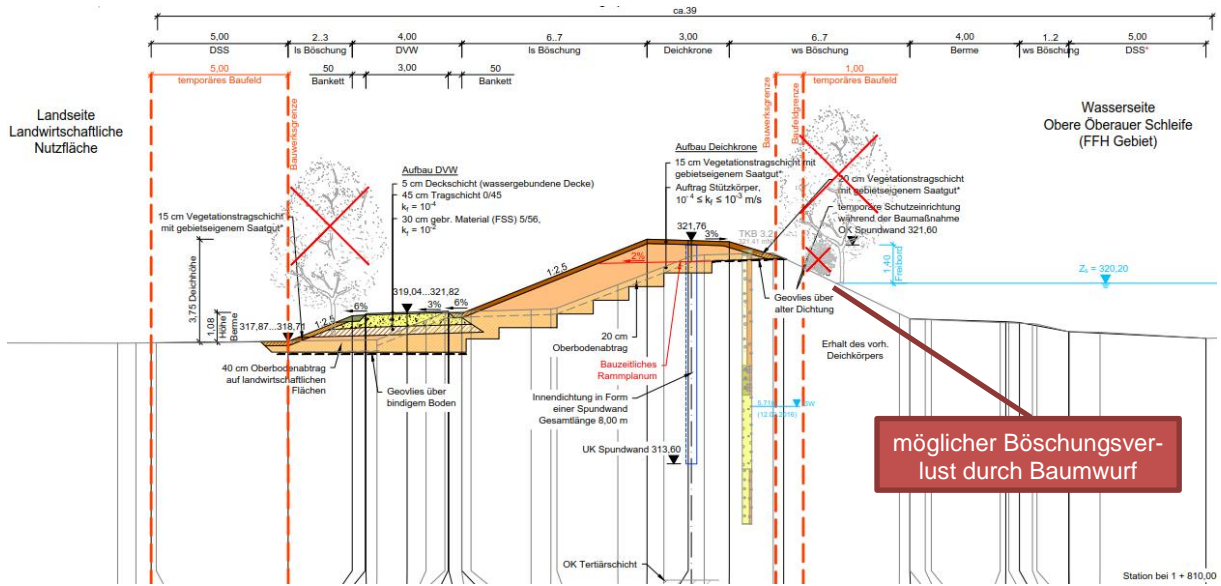 ca.39
5,00
2..3
4,00
6..7
3,00
6..7
4,00
1..2
5,00
DSS
ls Böschung
DVW
ls Böschung
Deichkrone
ws Böschung
Berme
ws Böschung
DSS*
5,00
temporäres Baufeld
50
Bankett
3,00
50
Bankett
1,00
temporäres Baufeld
Landseite
Landwirtschaftliche
Nutzfläche
Bauwerksgrenze
Bauwerksgrenze
Baufeldgrenze
Wasserseite
Obere Öberauer Schleife
(FFH Gebiet)
Aufbau DVW
5 cm Deckschicht (wassergebundene Decke)
45 cm Tragschicht 0/45
kf = 10-4
30 cm gebr. Material (FSS) 5/56,
kf = 10-2
Aufbau Deichkrone
15 cm Vegetationstragschicht mit
gebietseigenem Saatgut*
Auftrag Stützkörper,
10-4 ≤ kf ≤ 10-3 m/s
20 cm Vegetationstragschicht
mit gebietseigenem Saatgut*
temporäre Schutzeinrichtung
während der Baumaßnahme
OK Spundwand 321,60
15 cm Vegetationstragschicht
mit gebietseigenem Saatgut*
321,76
3%
TKB 3.2
2%
1:2,5
1,40
Freibord
Zs = 320,20
3,75 Deichhöhe
1,08
Höhe
Berme
317,87...318,71
1:2,5
6%
319,04...321,82
3%
6%
Geovlies über
alter Dichtung
20 cm
Oberbodenabtrag
Erhalt des vorh.
Deichkörpers
Bauzeitliches
Rammplanum
40 cm Oberbodenabtrag
auf landwirtschaftlichen
Flächen
Geovlies über
bindigem Boden
Innendichtung in Form
einer Spundwand
Gesamtlänge 8,00 m
GW
möglicher Böschungsver-
lust durch Baumwurf
UK Spundwand 313,60
OK Tertiärschicht
Station bei 1 + 810,00